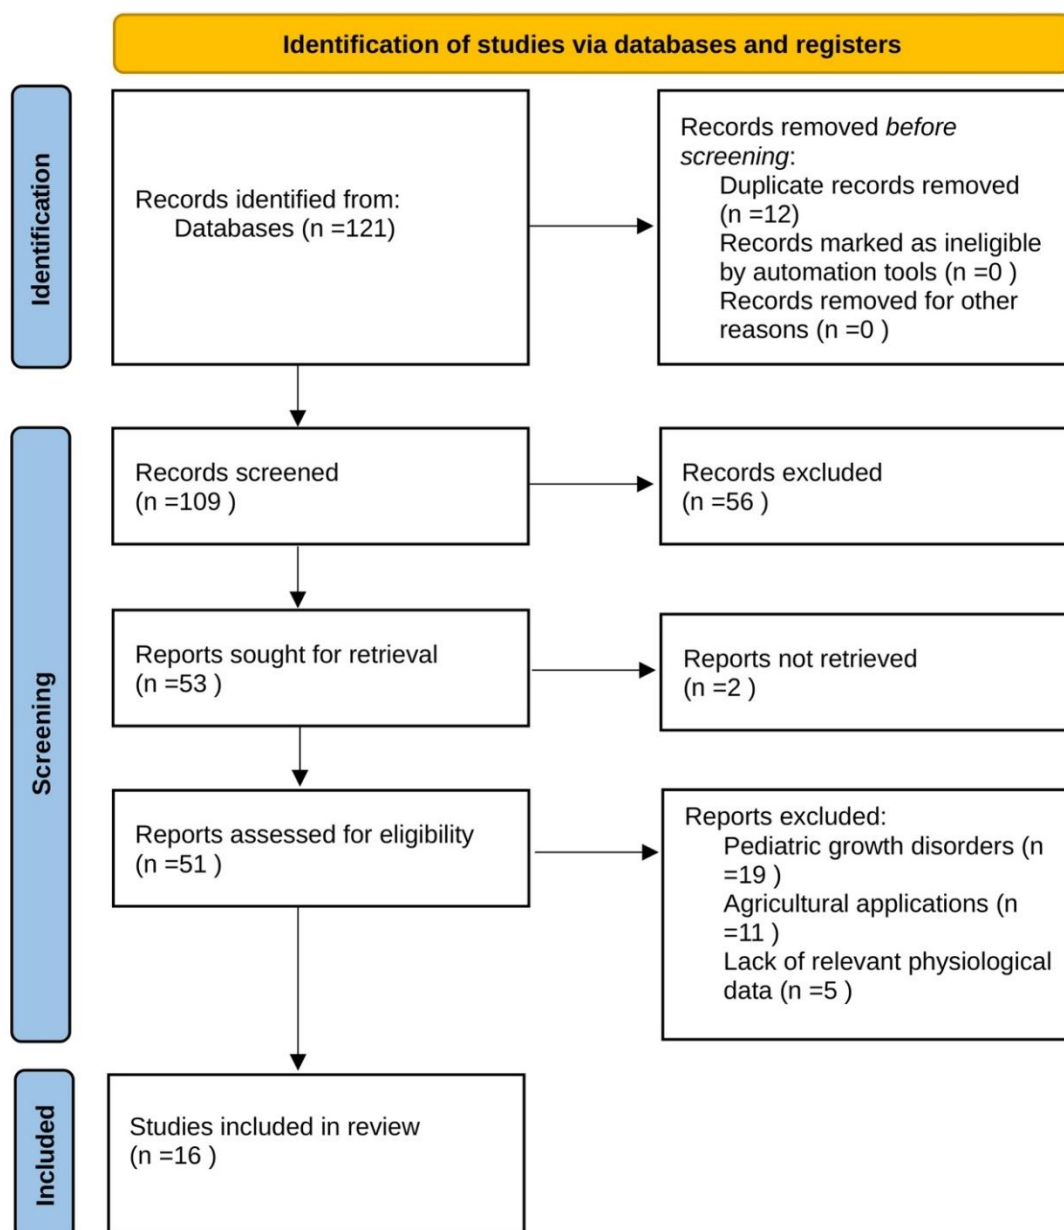 Identification of studies via databases and registers
Identification
Records identified from:
Databases (n =121)
Records removed before
screening:
Duplicate records removed
(n =12)
Records marked as ineligible
by automation tools (n =0 )
Records removed for other
reasons (n =0 )
Screening
Records screened
(n =109 )
Records excluded
(n =56 )
Reports sought for retrieval
(n =53 )
Reports not retrieved
(n =2 )
Reports assessed for eligibility
(n =51 )
Reports excluded:
Pediatric growth disorders (n
=19 )
Agricultural applications (n
=11 )
Lack of relevant physiological
data (n =5 )
Included
Studies included in review
(n =16 )